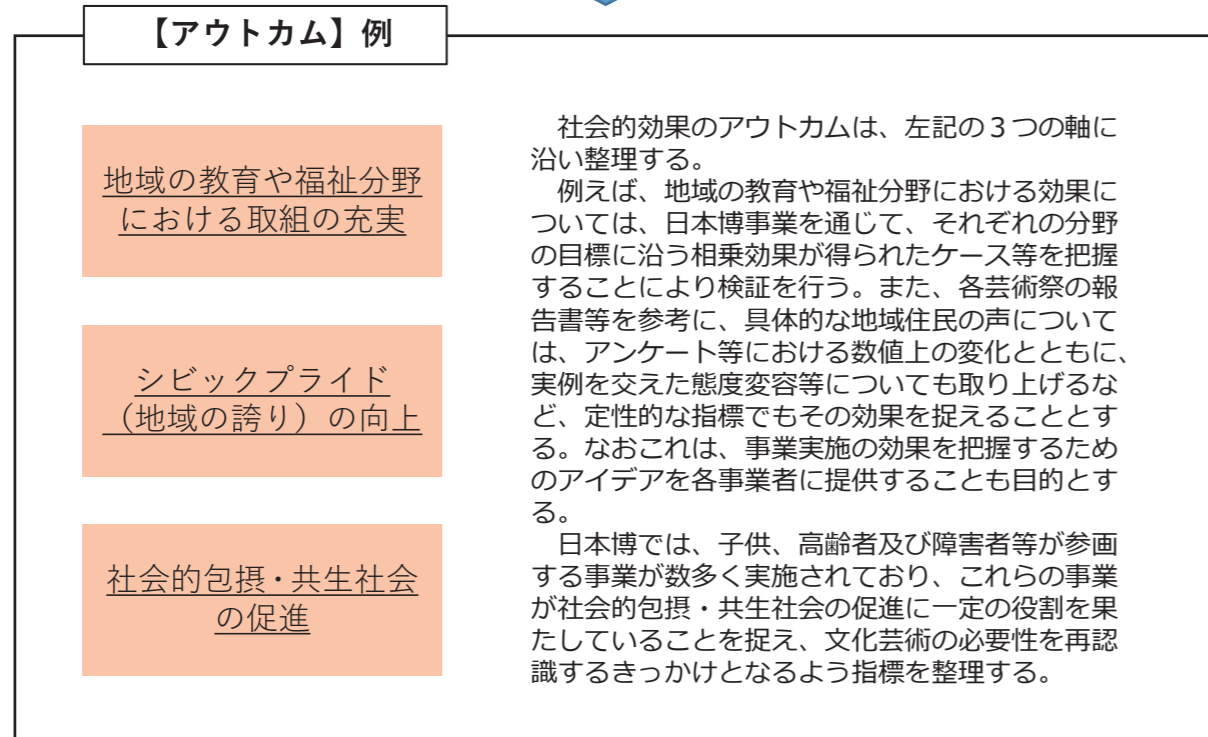 【アウトカム】例
地域の教育や福祉分野
における取組の充実
シビックプライド
（地域の誇り）の向上
社会的包摂・共生社会
の促進
社会的効果のアウトカムは、左記の３つの軸に
沿い整理する。
例えば、地域の教育や福祉分野における効果に
ついては、日本博事業を通じて、それぞれの分野
の目標に沿う相乗効果が得られたケース等を把握
することにより検証を行う。また、各芸術祭の報
告書等を参考に、具体的な地域住民の声について
は、アンケート等における数値上の変化とともに、
実例を交えた態度変容等についても取り上げるな
ど、定性的な指標でもその効果を捉えることとす
る。なおこれは、事業実施の効果を把握するため
のアイデアを各事業者に提供することも目的とす
る。
日本博では、子供、高齢者及び障害者等が参画
する事業が数多く実施されており、これらの事業
が社会的包摂・共生社会の促進に一定の役割を果
たしていることを捉え、文化芸術の必要性を再認
識するきっかけとなるよう指標を整理する。